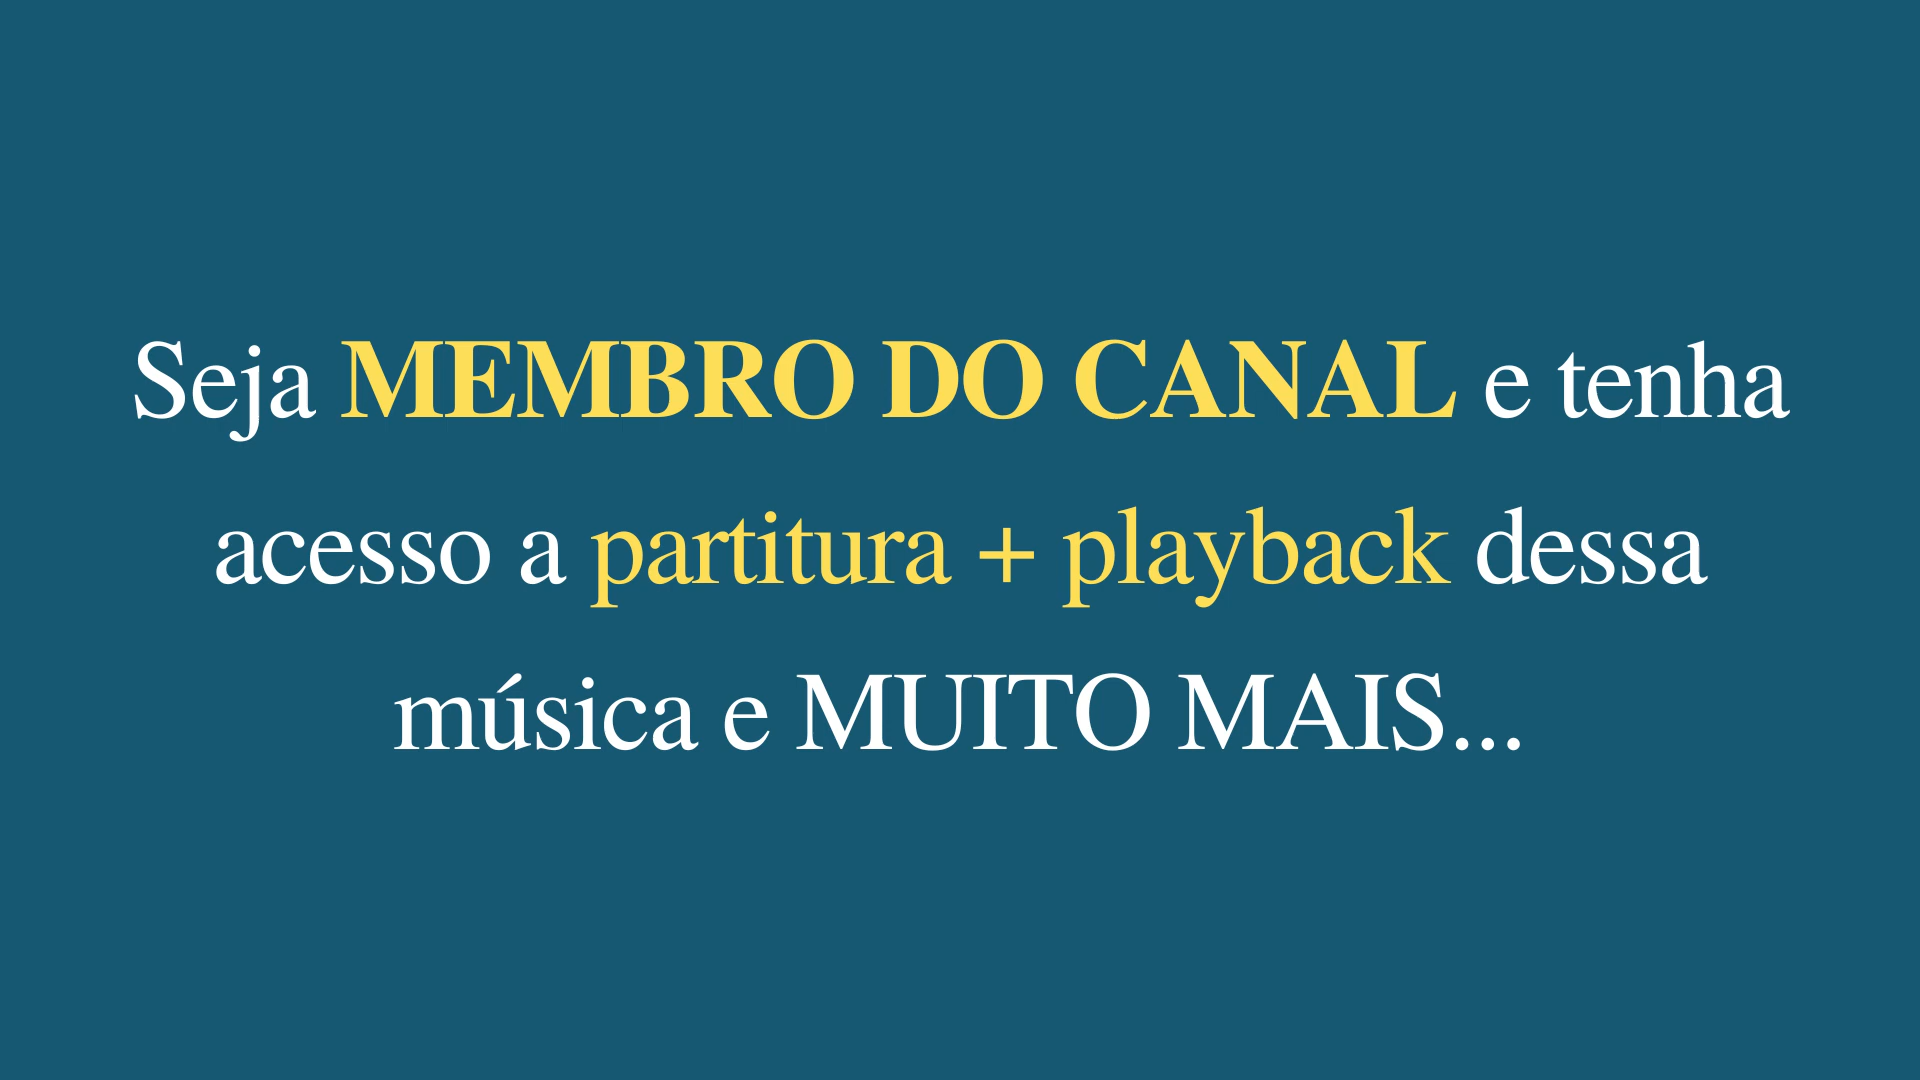 Seja MEMBRO DO CANAL e tenha
acesso a partitura + playback dessa
música e MUITO MAIS...